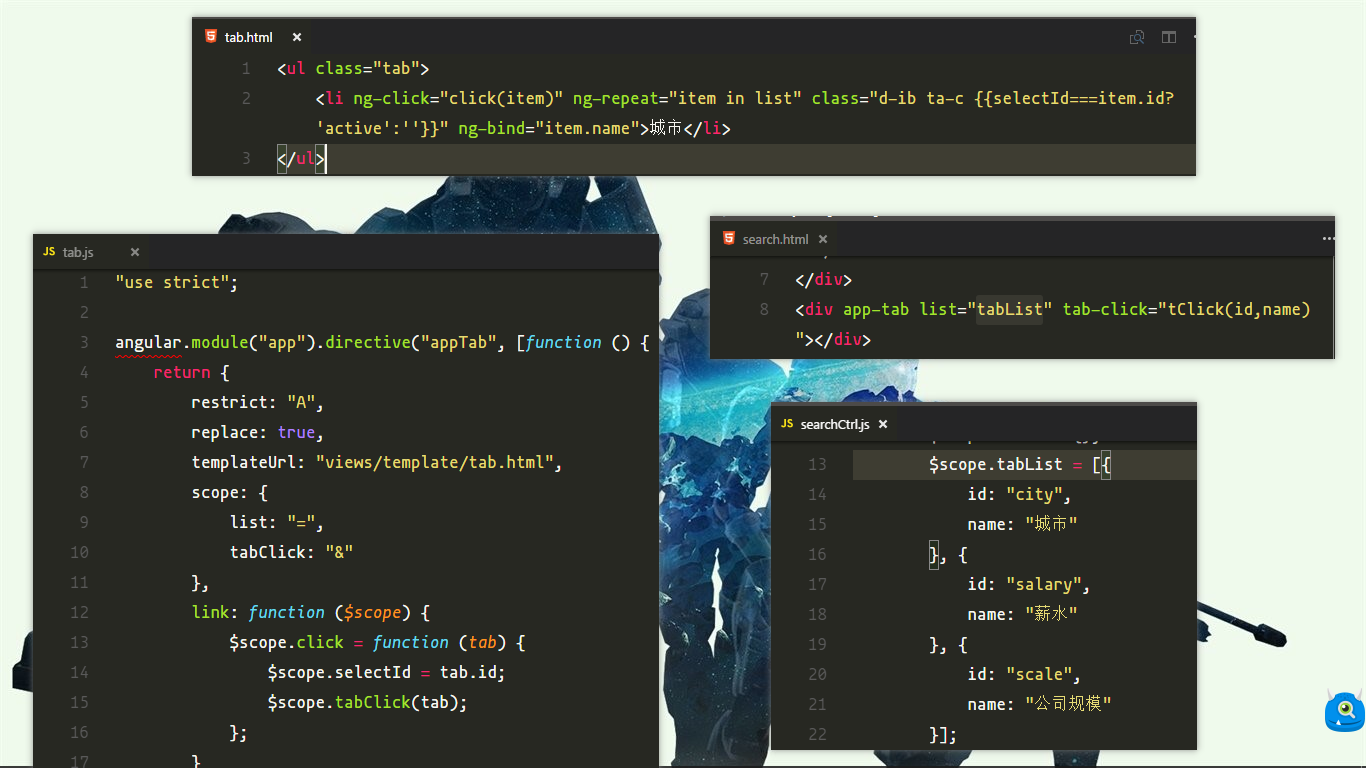 tab.html
1 <ul class="tab">
2 <li ng-click="click(item)" ng-repeat="item in list" class="d-ib ta-c {{selectId===item.id?
'active':''}}" ng-bind="item.name">城市</li>
3 </ul>
JS tab.js
1 "use strict";
2
3 angular.module("app").directive("appTab", [function () {
4 return {
5 restrict: "A",
6 replace: true,
7 templateUrl: "views/template/tab.html",
8 scope: {
9 list: "=",
10 tabClick: "&"
11 },
12 link: function ($scope) {
13 $scope.click = function (tab) {
14 $scope.selectId = tab.id;
15 $scope.tabClick(tab);
16 };
17 }
search.html
7 </div>
8 <div app-tab list="tabList" tab-click="tClick(id,name)
"></div>
JS searchCtrl.js
13 $scope.tabList = [{
14 id: "city",
15 name: "城市"
16 }, {
17 id: "salary",
18 name: "薪水"
19 }, {
20 id: "scale",
21 name: "公司规模"
22 }];